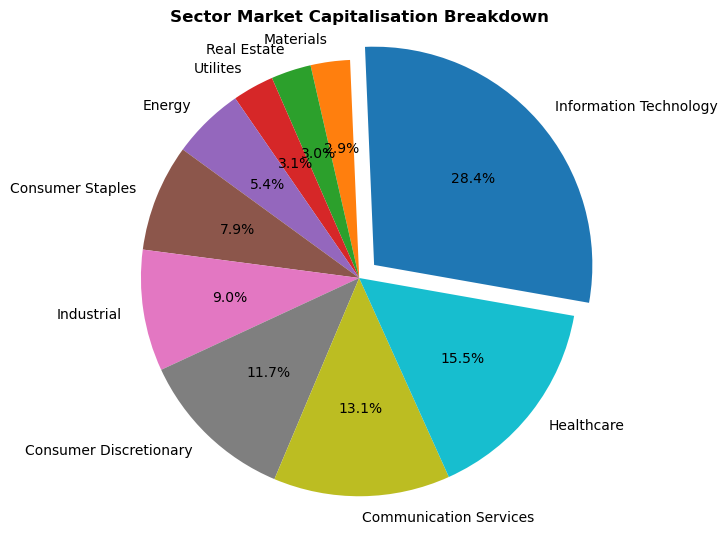 Sector Market Capitalisation Breakdown
Materials
Real Estate
Utilites
Energy
Consumer Staples
Industrial
Consumer Discretionary
Communication Services
Healthcare
Information Technology
2.9%
3.0%
3.1%
5.4%
7.9%
9.0%
11.7%
13.1%
15.5%
28.4%